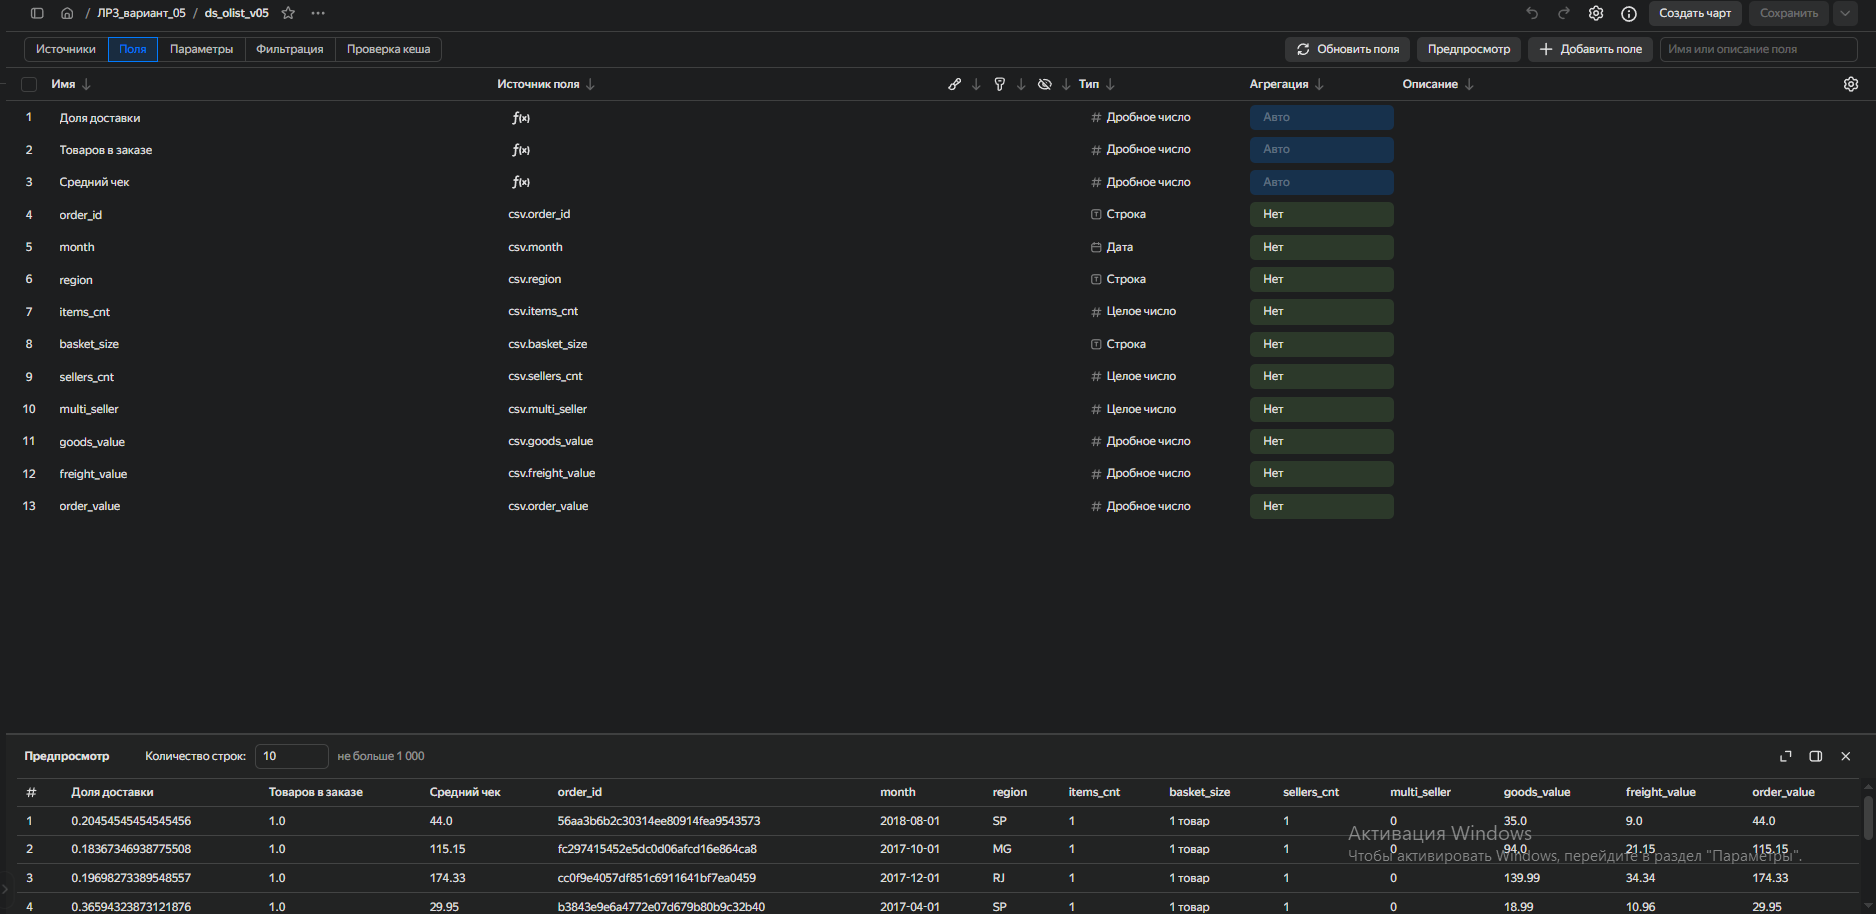 / ЛР3_вариант_05 / ds_olist_v05
Создать чарт
Сохранить
Источники Поля Параметры Фильтрация Проверка кеша
Обновить поля Предпросмотр Добавить поле Имя или описание поля
Имя Источник поля Тип Агрегация Описание
1 Доля доставки f(x) # Дробное число Авто
2 Товаров в заказе f(x) # Дробное число Авто
3 Средний чек f(x) # Дробное число Авто
4 order_id csv.order_id Строка Нет
5 month csv.month Дата Нет
6 region csv.region Строка Нет
7 items_cnt csv.items_cnt # Целое число Нет
8 basket_size csv.basket_size Строка Нет
9 sellers_cnt csv.sellers_cnt # Целое число Нет
10 multi_seller csv.multi_seller # Целое число Нет
11 goods_value csv.goods_value # Дробное число Нет
12 freight_value csv.freight_value # Дробное число Нет
13 order_value csv.order_value # Дробное число Нет
Предпросмотр Количество строк: 10 не больше 1 000
# Доля доставки Товаров в заказе Средний чек order_id month region items_cnt basket_size sellers_cnt multi_seller goods_value freight_value order_value
1 0.20454545454545456 1.0 44.0 56aa3b6b2c30314ee80914fea9543573 2018-08-01 SP 1 1 товар 1 0 35.0 9.0 44.0
2 0.18367346938775508 1.0 115.15 fc297415452e5dc0d06afcd16e864ca8 2017-10-01 MG 1 1 товар 1 0 94.0 21.15 115.15
3 0.19698273389548557 1.0 174.33 cc0f9e4057df851c6911641bf7ea0459 2017-12-01 RJ 1 1 товар 1 0 139.99 34.34 174.33
4 0.36594323873121876 1.0 29.95 b3843e9e6a4772e07d679b80b9c32b40 2017-04-01 SP 1 1 товар 1 0 18.99 10.96 29.95
Активация Windows
Чтобы активировать Windows, перейдите в раздел "Параметры".